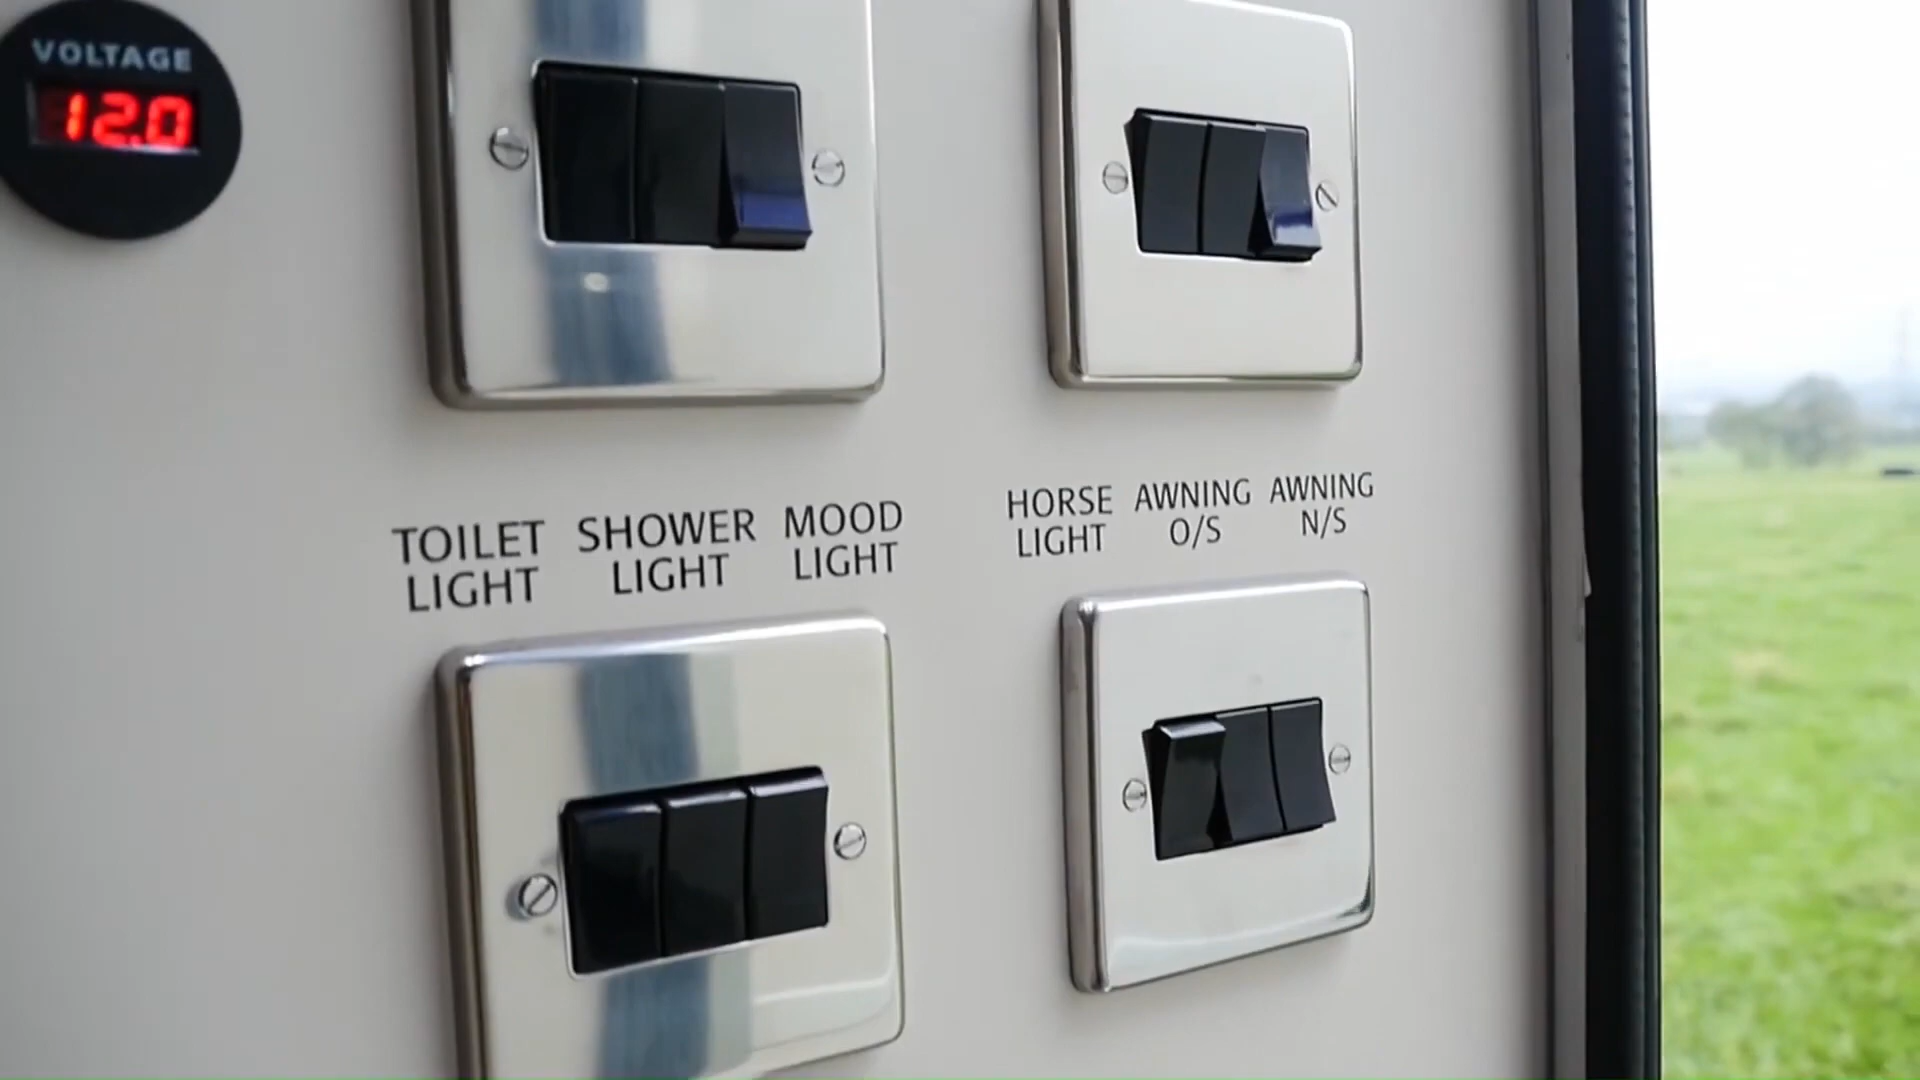 VOLTAGE
12.0
TOILET LIGHT
SHOWER LIGHT
MOOD LIGHT
HORSE LIGHT
AWNING O/S
AWNING N/S